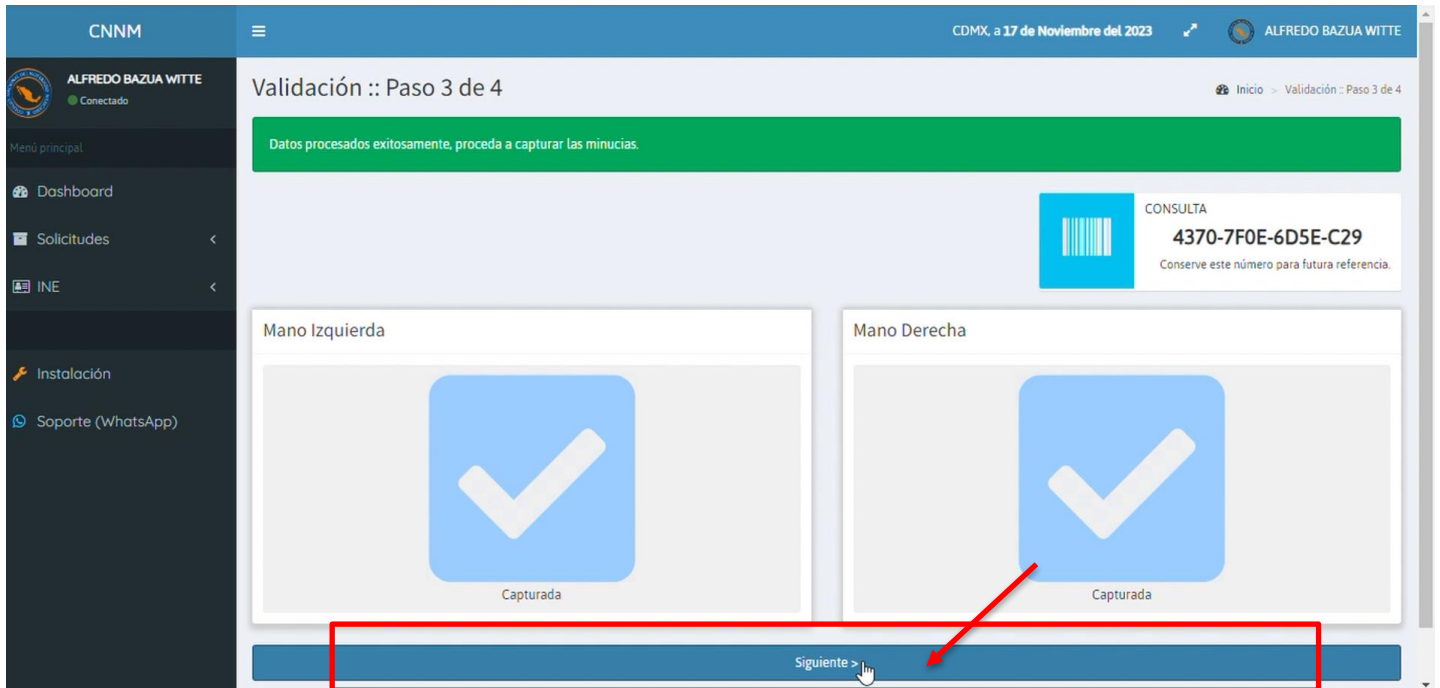 CNNM
CDMX, a 17 de Noviembre del 2023
ALFREDO BAZUA WITTE
ALFREDO BAZUA WITTE
Conectado
Menú principal
Dashboard
Solicitudes
INE
Instalación
Soporte (WhatsApp)
Validación :: Paso 3 de 4
Inicio > Validación :: Paso 3 de 4
Datos procesados exitosamente, proceda a capturar las minucias.
CONSULTA
4370-7F0E-6D5E-C29
Conserve este número para futura referencia.
Mano Izquierda
Capturada
Mano Derecha
Capturada
Siguiente >